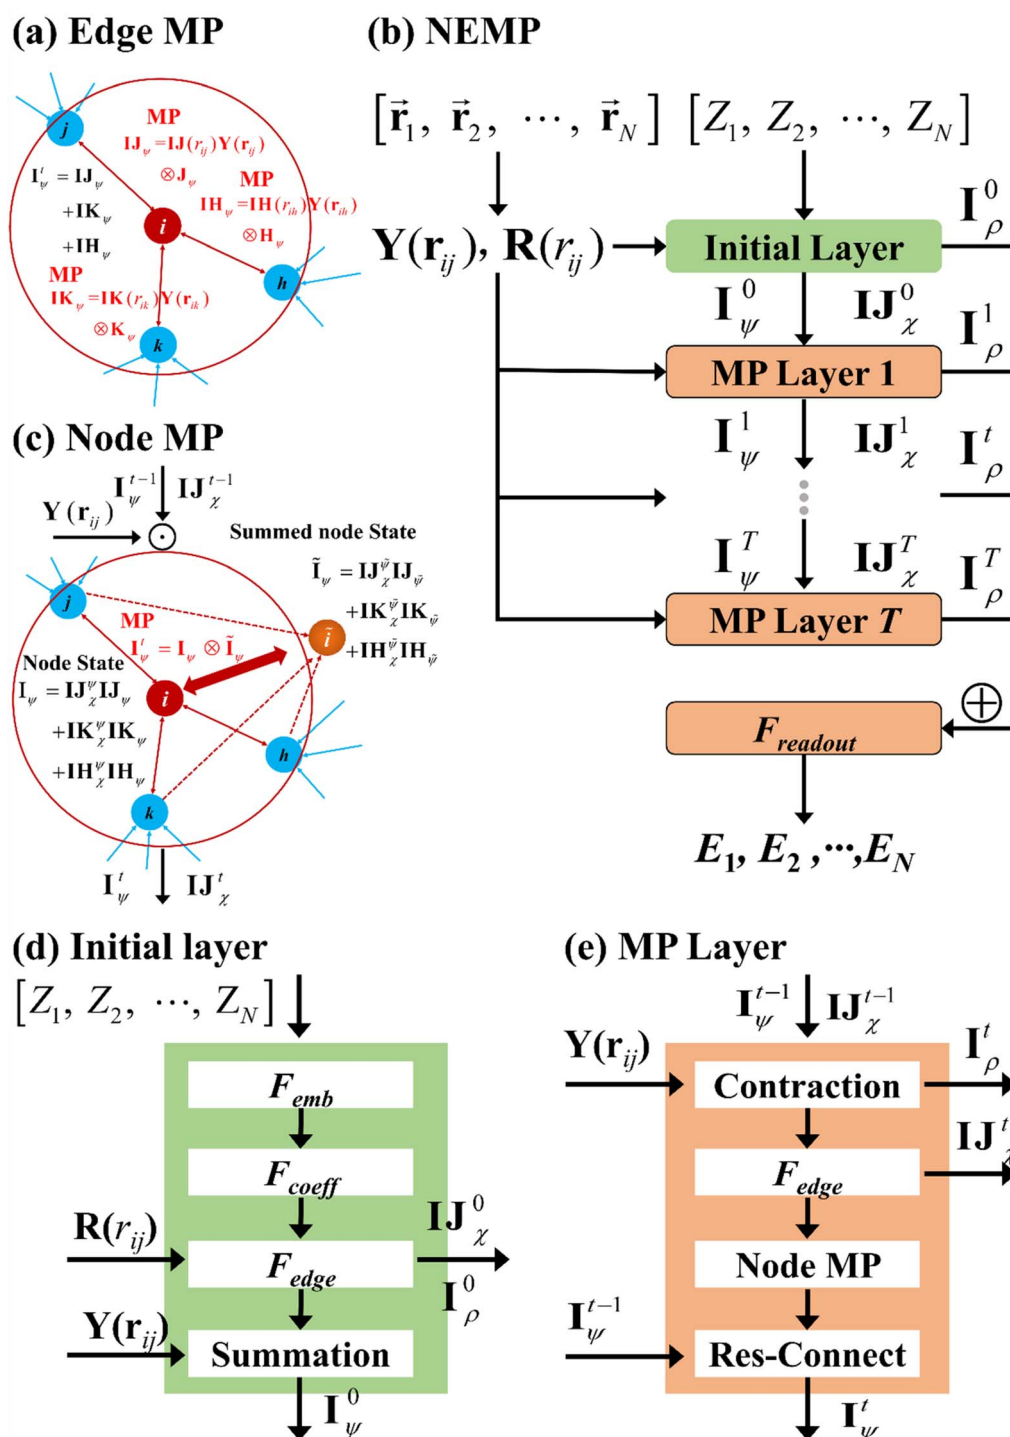 (a) Edge MP
j
MP
IJ_ψ=IJ(r_ij)Y(r_ij)
⊗J_ψ
I^t_ψ = IJ_ψ
+IK_ψ
+IH_ψ
MP
IH_ψ=IH(r_ih)Y(r_ih)
⊗H_ψ
i
MP
IK_ψ=IK(r_ik)Y(r_ik)
⊗K_ψ
h
k
(b) NEMP
[r⃗_1, r⃗_2, ⋯, r⃗_N] [Z_1, Z_2, ⋯, Z_N]
Y(r_ij), R(r_ij)
Initial Layer
I^0_ρ
I^0_ψ IJ^0_χ
MP Layer 1
I^1_ρ
I^1_ψ IJ^1_χ
I^t_ρ
I^T_ψ IJ^T_χ
MP Layer T
I^T_ρ
⊕
F_readout
E_1, E_2 ,⋯,E_N
(c) Node MP
I^{t-1}_ψ IJ^{t-1}_χ
Y(r_ij)
⊙
Summed node State
Ĩ_ψ = IJ^ψ̃_χ IJ_ψ̃
+IK^ψ̃_χ IK_ψ̃
+IH^ψ̃_χ IH_ψ̃
j
MP
I^t_ψ = I_ψ ⊗ Ĩ_ψ
ĩ
Node State
I_ψ = IJ^ψ_χ IJ_ψ
+IK^ψ_χ IK_ψ
+IH^ψ_χ IH_ψ
i
h
k
I^t_ψ IJ^t_χ
(d) Initial layer
[Z_1, Z_2, ⋯, Z_N]
F_emb
F_coeff
R(r_ij)
F_edge
IJ^0_χ
I^0_ρ
Y(r_ij)
Summation
I^0_ψ
(e) MP Layer
I^{t-1}_ψ IJ^{t-1}_χ
Y(r_ij)
Contraction
I^t_ρ
F_edge
IJ^t_χ
Node MP
I^{t-1}_ψ
Res-Connect
I^t_ψ